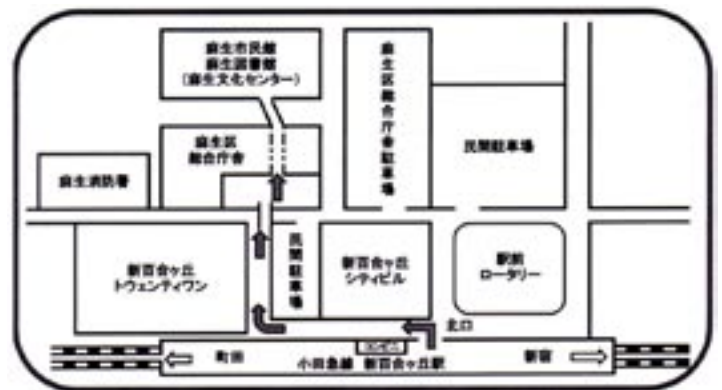 麻生市民館
麻生図書館
(麻生文化センター)
麻生区
総合庁舎
麻生消防署
麻生区総合庁舎駐車場
民間駐車場
新百合ヶ丘
トウェンティワン
民間駐車場
新百合ヶ丘
シティビル
駅前
ロータリー
北口
コンビニ
町田
小田急線 新百合ヶ丘駅
新宿